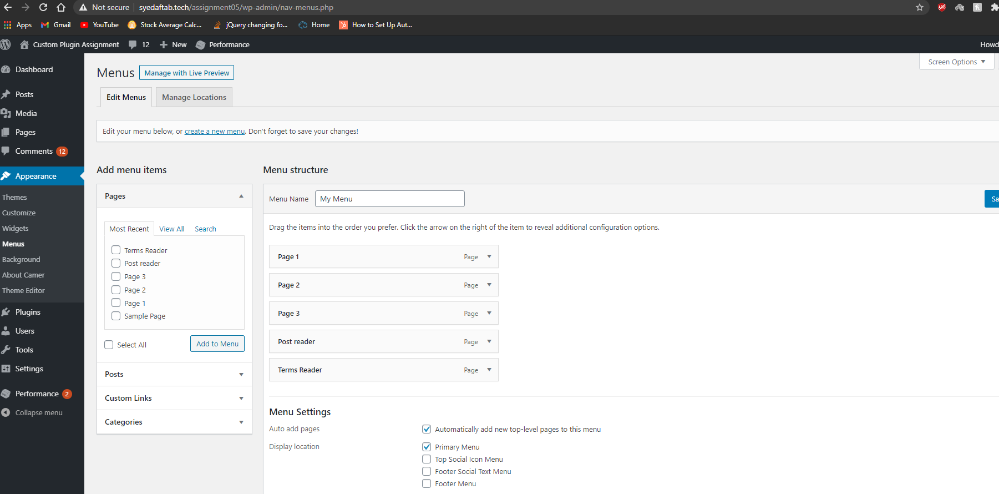 Not secure syedaftab.tech/assignment05/wp-admin/nav-menus.php
Apps Gmail YouTube Stock Average Calc... jQuery changing fo... Home How to Set Up Aut...
Custom Plugin Assignment 12 New Performance Howd
Screen Options
Dashboard
Posts
Media
Pages
Comments 12
Appearance
Themes
Customize
Widgets
Menus
Background
About Camer
Theme Editor
Plugins
Users
Tools
Settings
Performance 2
Collapse menu
Menus Manage with Live Preview
Edit Menus Manage Locations
Edit your menu below, or create a new menu. Don't forget to save your changes!
Add menu items
Pages
Most Recent View All Search
Terms Reader
Post reader
Page 3
Page 2
Page 1
Sample Page
Select All Add to Menu
Posts
Custom Links
Categories
Menu structure
Menu Name My Menu Sa
Drag the items into the order you prefer. Click the arrow on the right of the item to reveal additional configuration options.
Page 1 Page
Page 2 Page
Page 3 Page
Post reader Page
Terms Reader Page
Menu Settings
Auto add pages Automatically add new top-level pages to this menu
Display location Primary Menu
Top Social Icon Menu
Footer Social Text Menu
Footer Menu